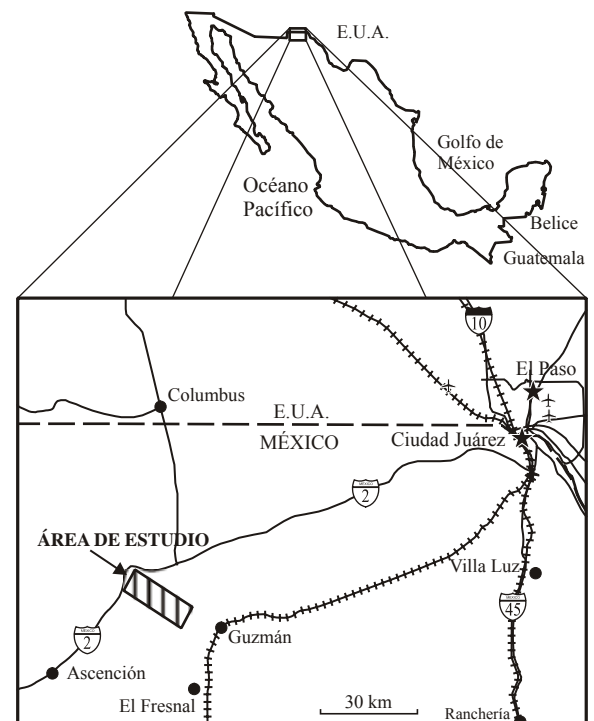 E.U.A.
Golfo de
México
Océano
Pacífico
Belice
Guatemala
10
El Paso
Columbus
E.U.A.
MÉXICO
Ciudad Juárez
2
ÁREA DE ESTUDIO
Villa Luz
45
Guzmán
2
Ascención
El Fresnal
30 km
Ranchería